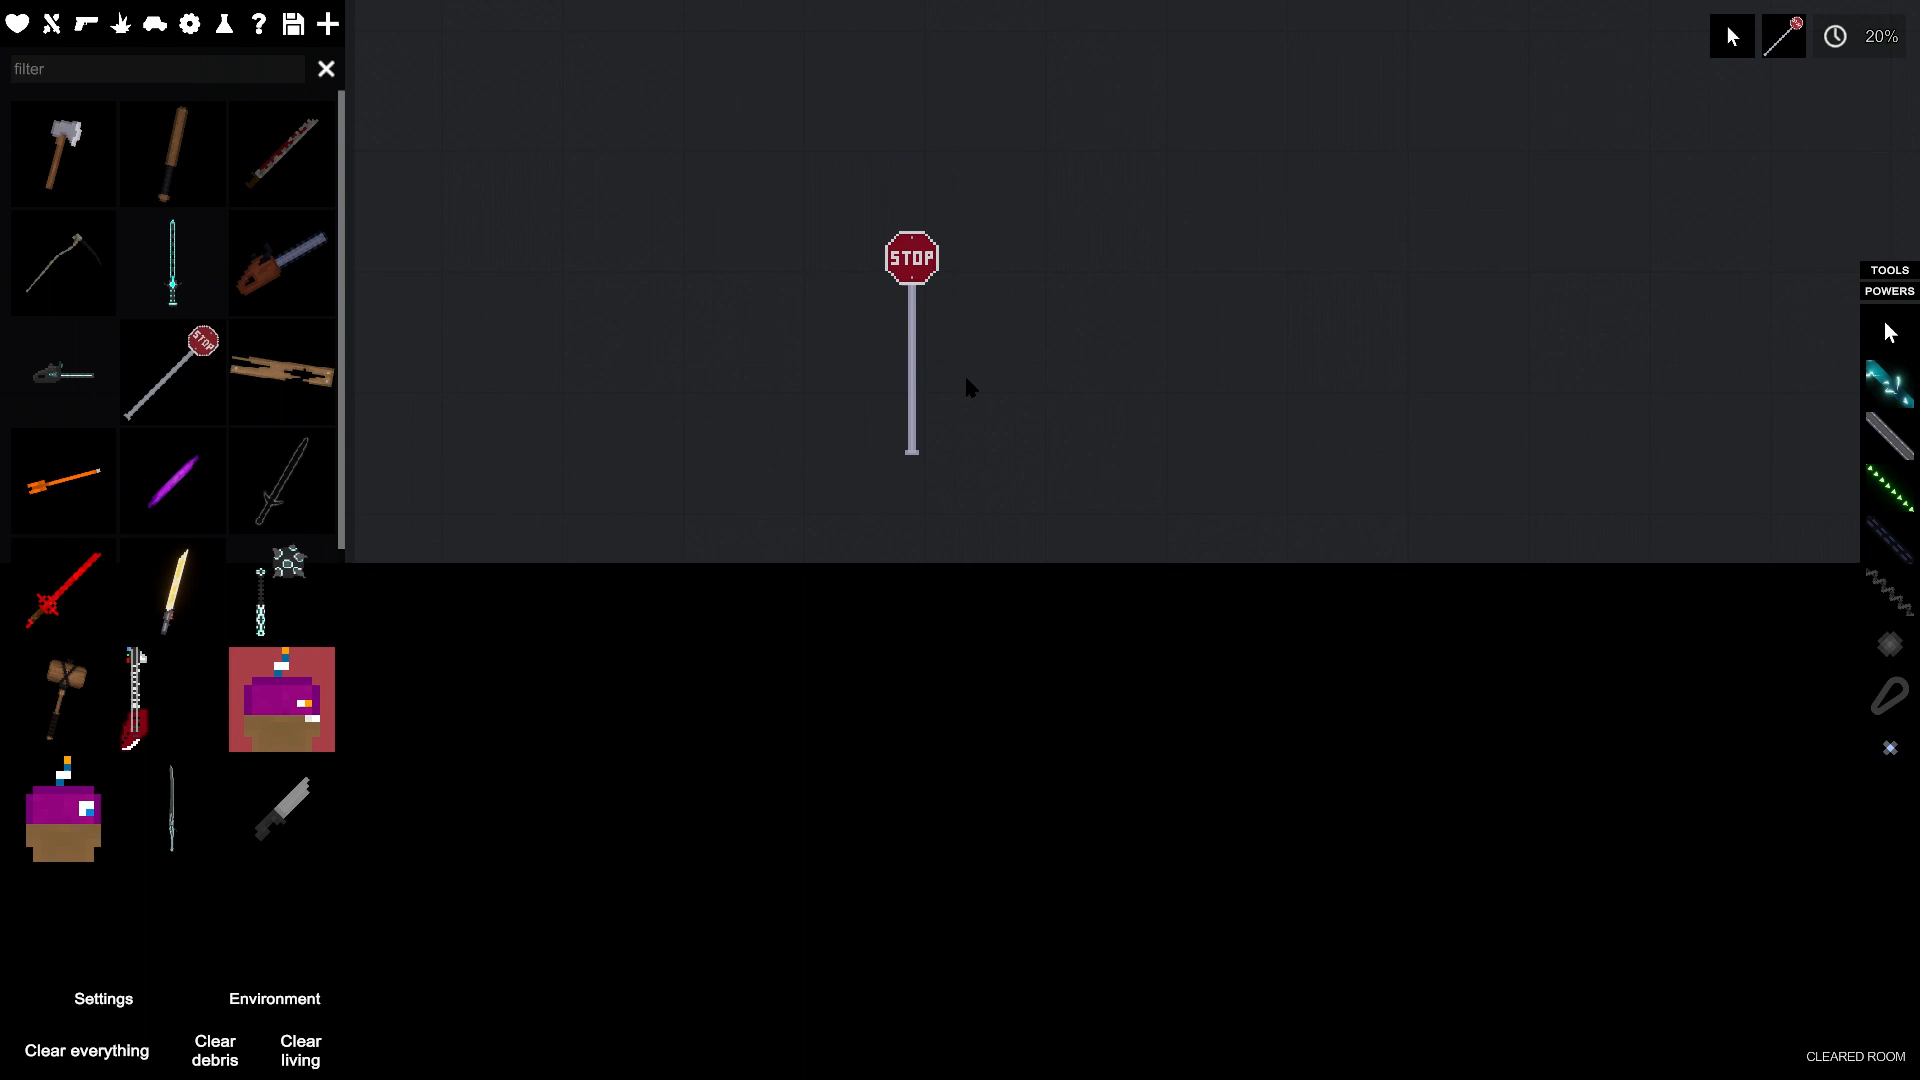 filter
20%
STOP
STOP
TOOLS
POWERS
Settings
Environment
Clear everything
Clear
debris
Clear
living
CLEARED ROOM